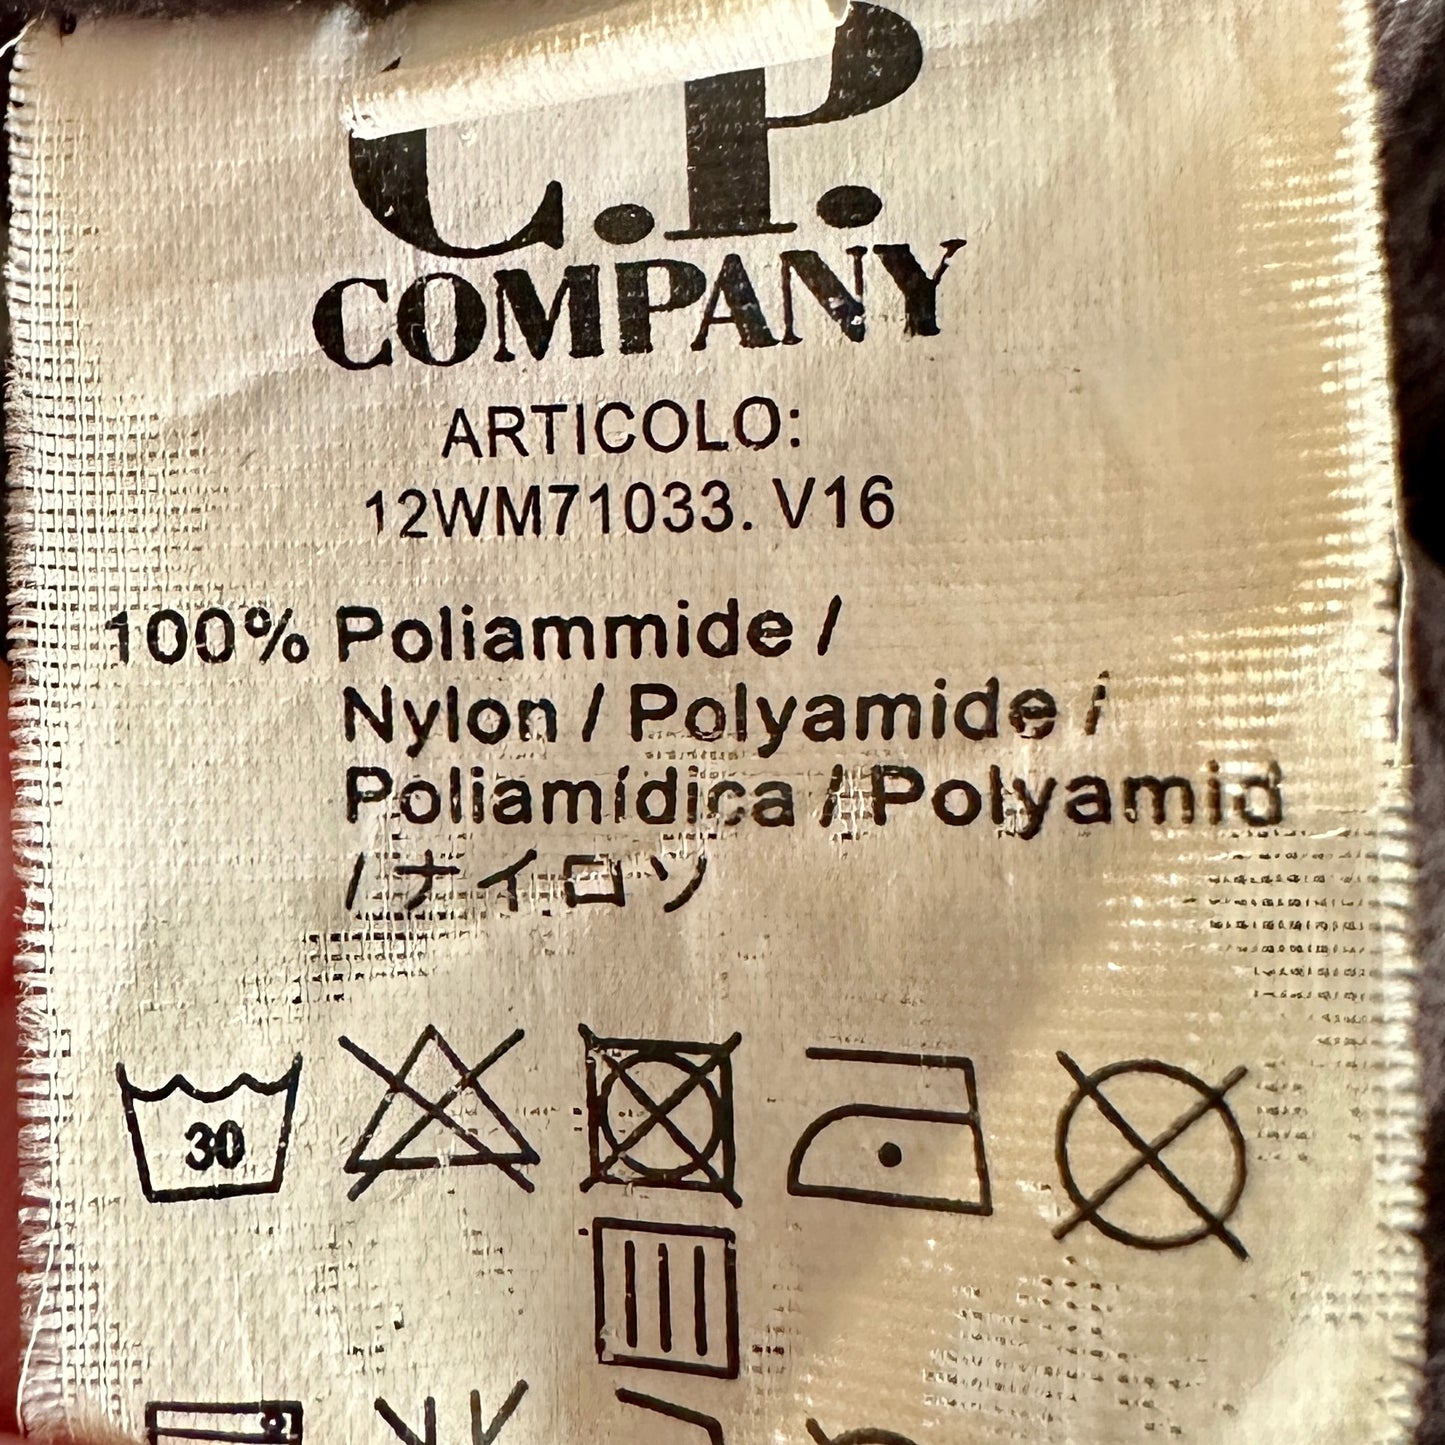 C.P.
COMPANY
ARTICOLO:
12WM71033. V16
100% Poliammide /
Nylon / Polyamide /
Poliamídica / Polyamid
/ ナイロン
30